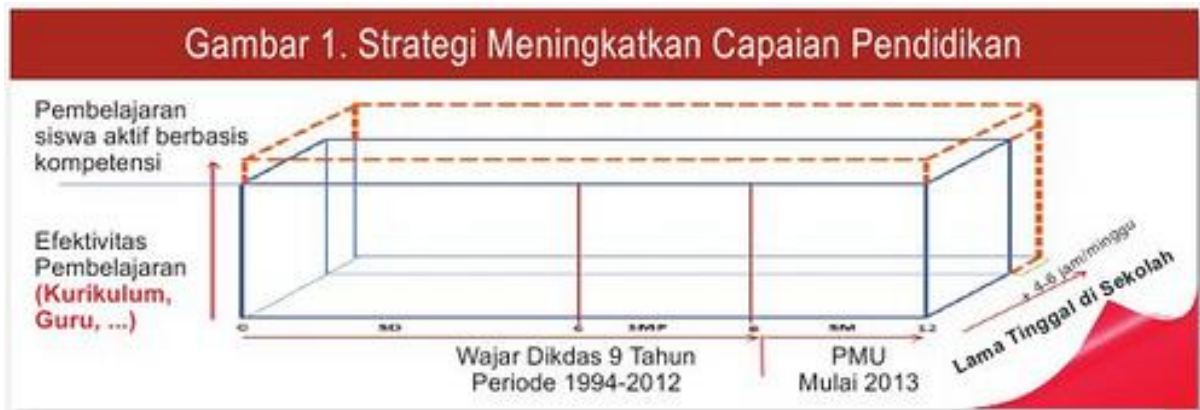 Gambar 1. Strategi Meningkatkan Capaian Pendidikan
Pembelajaran
siswa aktif berbasis
kompetensi
Efektivitas
Pembelajaran
(Kurikulum,
Guru, ...)
0 SD 6 SMP 9 SM 12
Wajar Dikdas 9 Tahun
Periode 1994-2012
PMU
Mulai 2013
+ 4-6 jam/minggu
Lama Tinggal di Sekolah